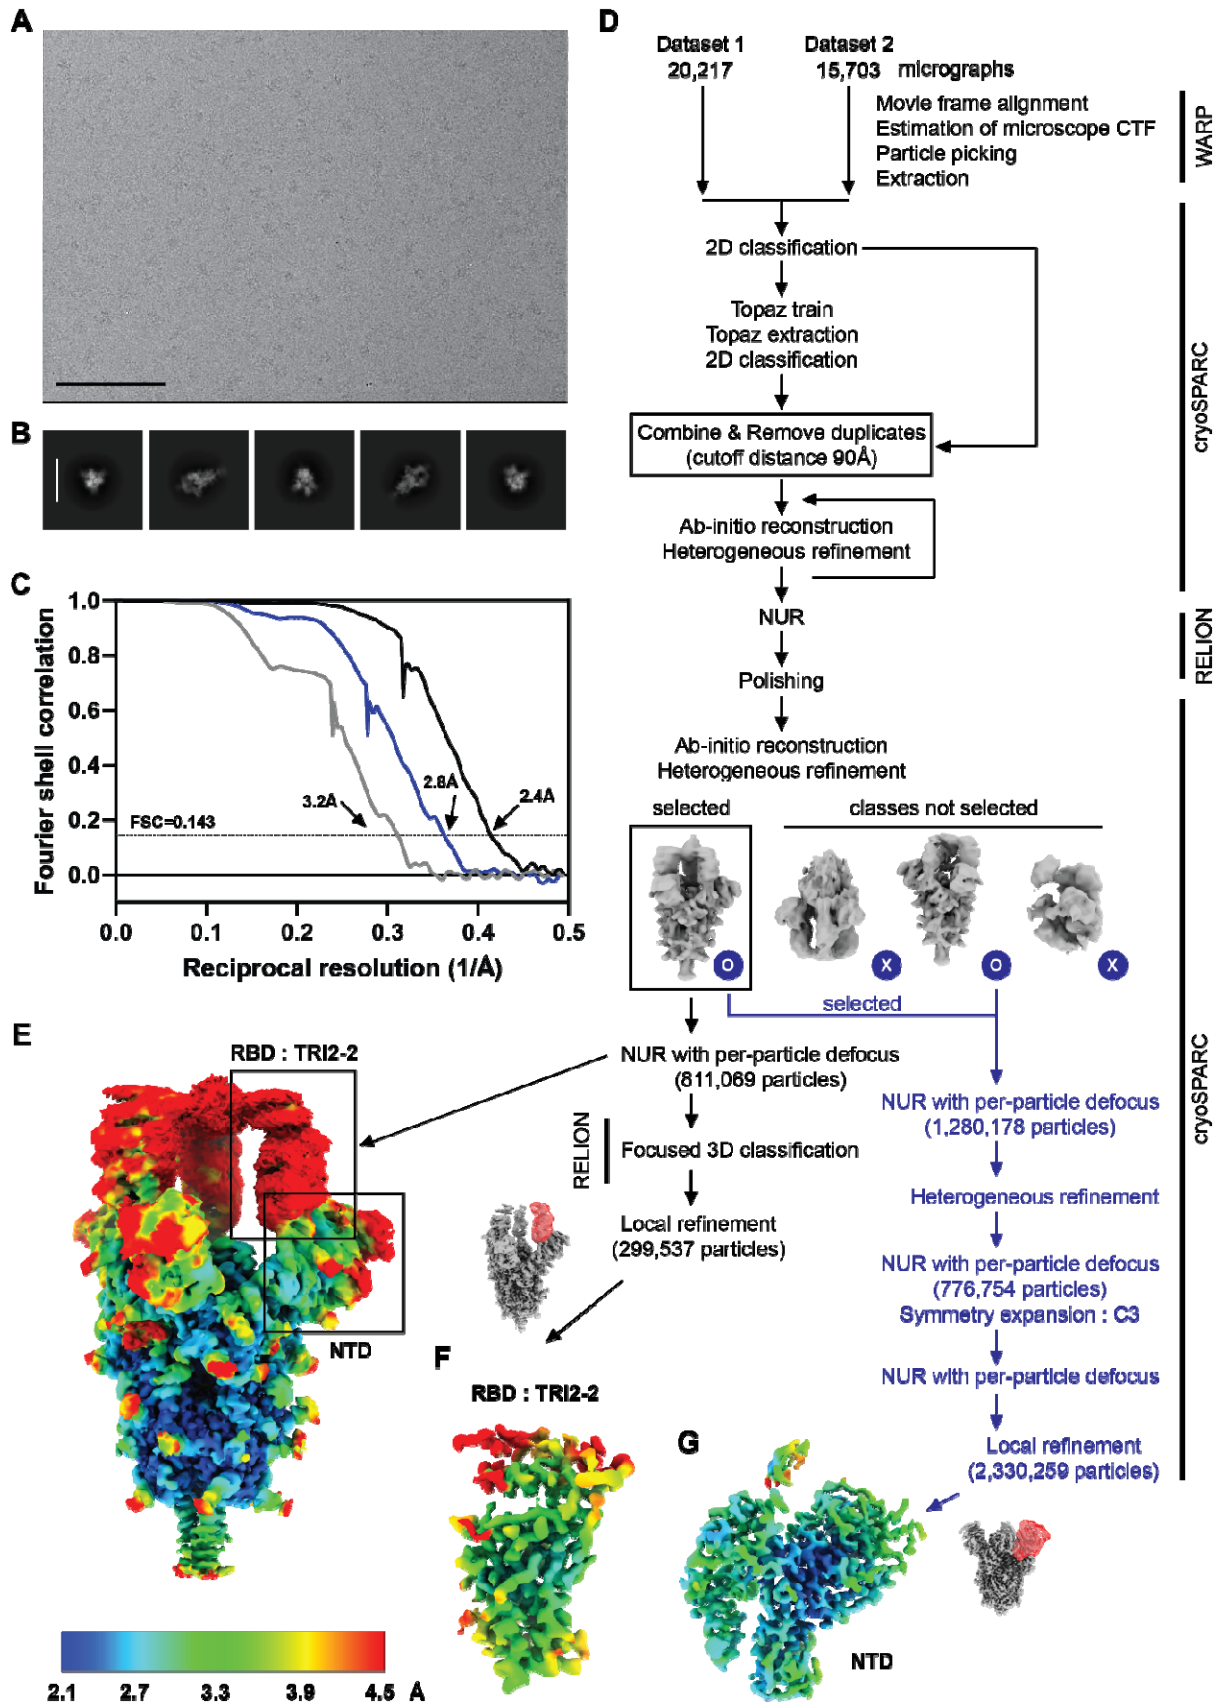 A
B
C
1.0
0.8
0.6
0.4
0.2
0.0
Fourier shell correlation
3.2Å
2.8Å
2.4Å
FSC=0.143
0.0 0.1 0.2 0.3 0.4 0.5
Reciprocal resolution (1/Å)
D
Dataset 1 Dataset 2
20,217 15,703 micrographs
Movie frame alignment
Estimation of microscope CTF
Particle picking
Extraction
WARP
2D classification
Topaz train
Topaz extraction
2D classification
Combine & Remove duplicates
(cutoff distance 90Å)
Ab-initio reconstruction
Heterogeneous refinement
cryoSPARC
NUR
Polishing
RELION
Ab-initio reconstruction
Heterogeneous refinement
selected classes not selected
O X O X
selected
NUR with per-particle defocus
(811,069 particles)
RELION
Focused 3D classification
Local refinement
(299,537 particles)
NUR with per-particle defocus
(1,280,178 particles)
Heterogeneous refinement
NUR with per-particle defocus
(776,754 particles)
Symmetry expansion : C3
NUR with per-particle defocus
Local refinement
(2,330,259 particles)
cryoSPARC
E
RBD : TRI2-2
NTD
F
RBD : TRI2-2
G
NTD
2.1 2.7 3.3 3.9 4.5 Å